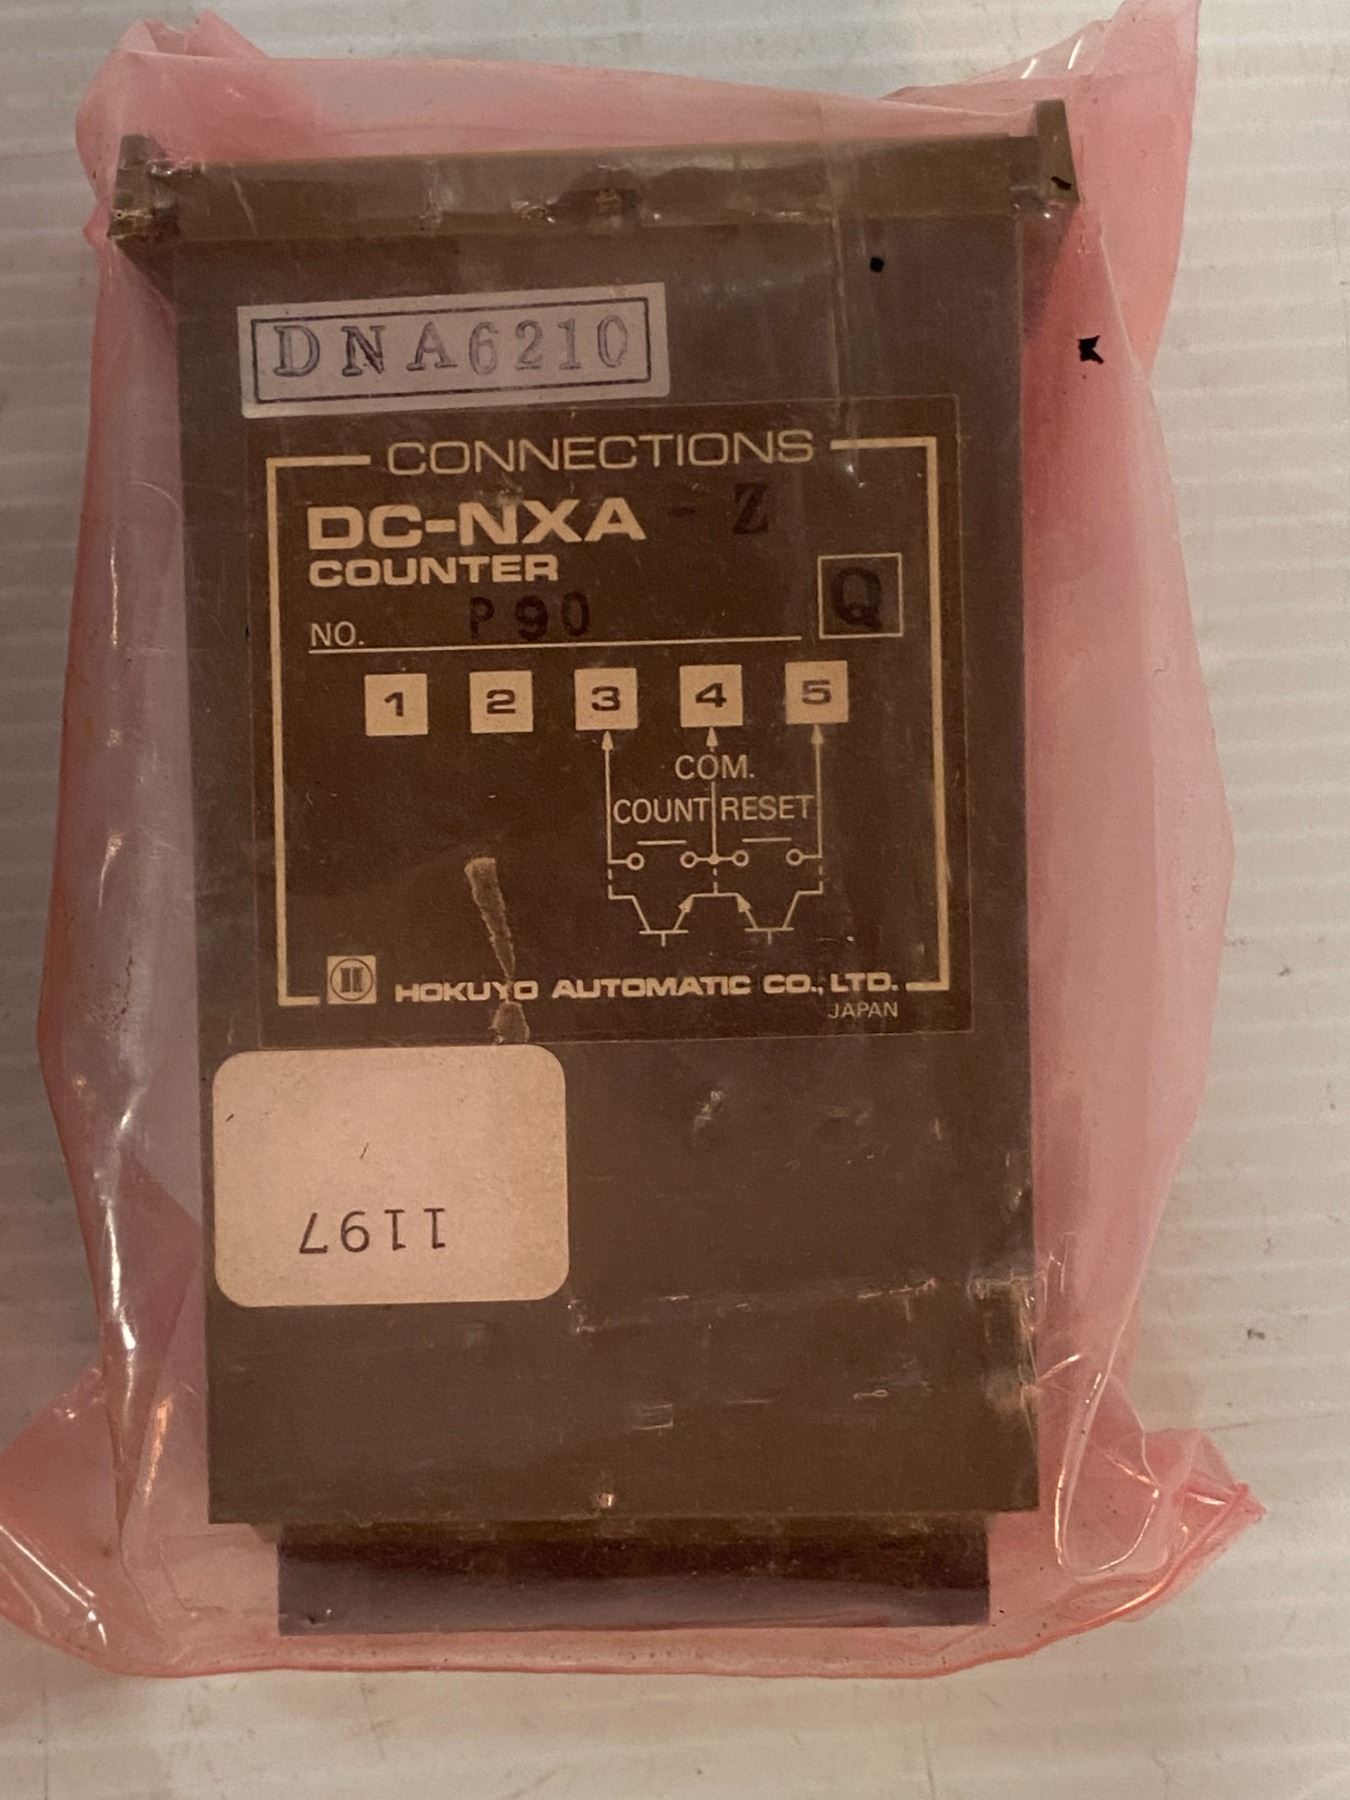 DNA6210
CONNECTIONS
DC-NXA - Z
COUNTER
NO. P90 Q
1 2 3 4 5
COM.
COUNT RESET
HOKUYO AUTOMATIC CO., LTD.
JAPAN
1197